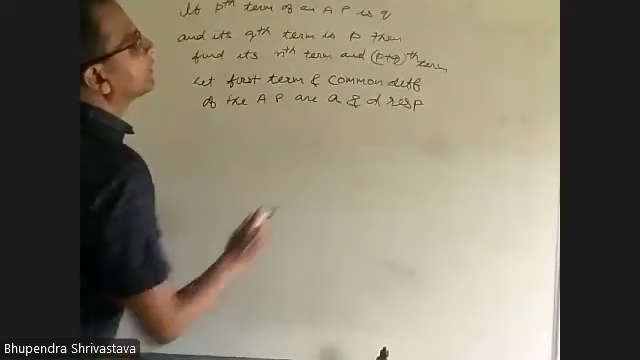 If pth term of an A P is q
and its qth term is p then
find its nth term and (p+q)th term
Let first term & common diff
of the A P are a & d resp
Bhupendra Shrivastava